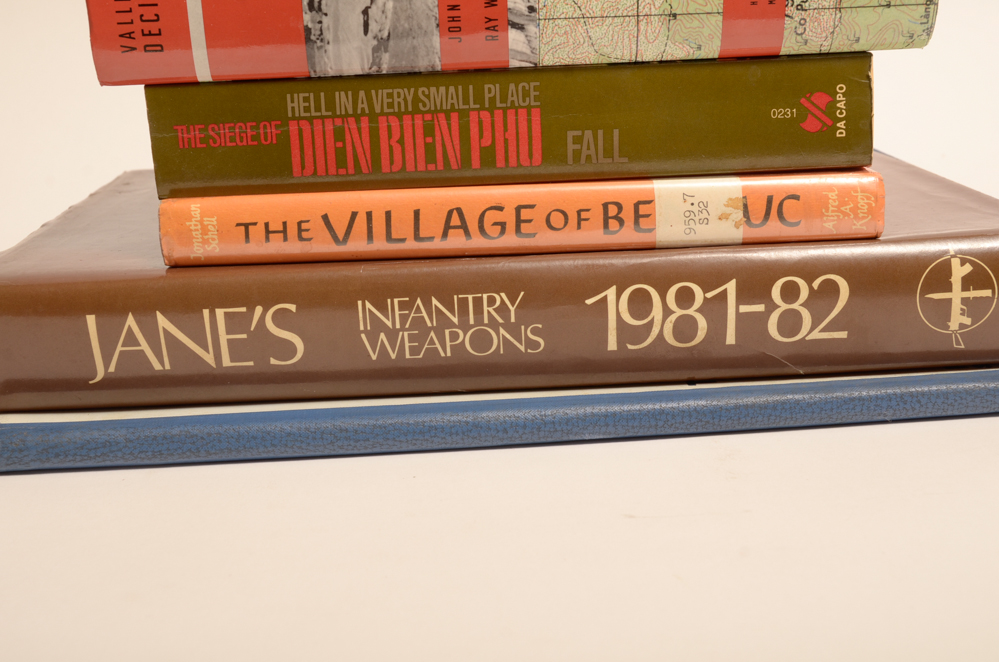 VALLE
DECI
JOHN
RAY W
HELL IN A VERY SMALL PLACE
THE SIEGE OF DIEN BIEN PHU FALL
0231
DA CAPO
Jonathan
Schell
THE VILLAGE OF BE UC
959.7
S32
Alfred
A.
Knopf
JANE'S INFANTRY WEAPONS 1981-82